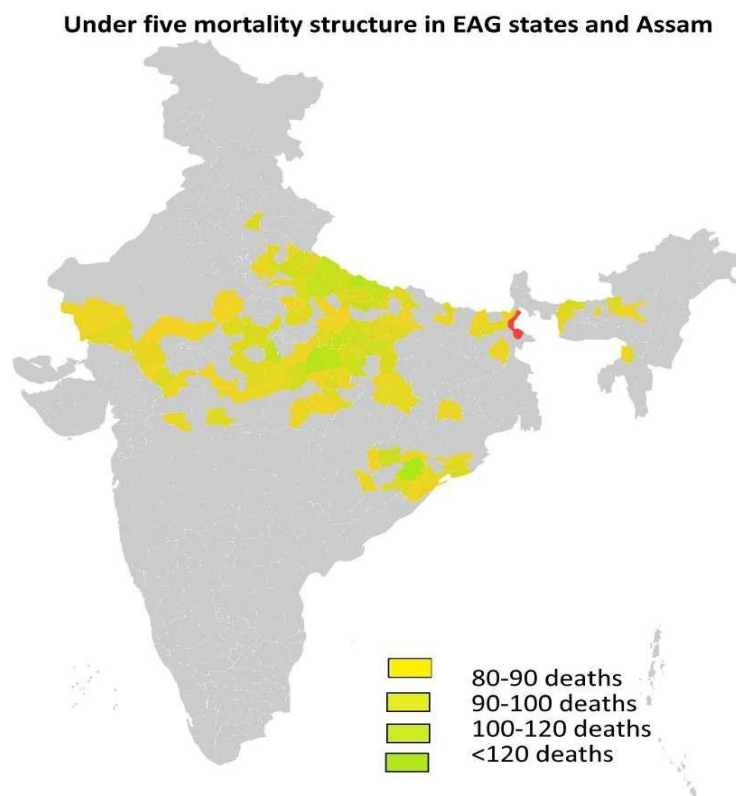 Under five mortality structure in EAG states and Assam
80-90 deaths
90-100 deaths
100-120 deaths
<120 deaths